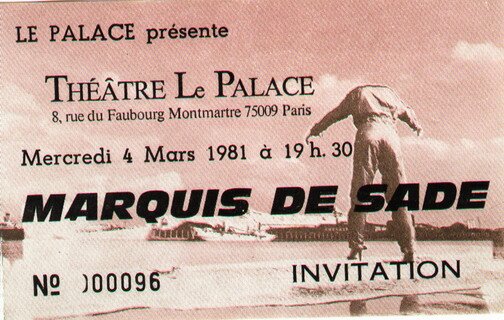 LE PALACE présente
THÉÂTRE LE PALACE
8, rue du Faubourg Montmartre 75009 Paris
Mercredi 4 Mars 1981 à 19 h. 30
MARQUIS DE SADE
Nº 000096
INVITATION